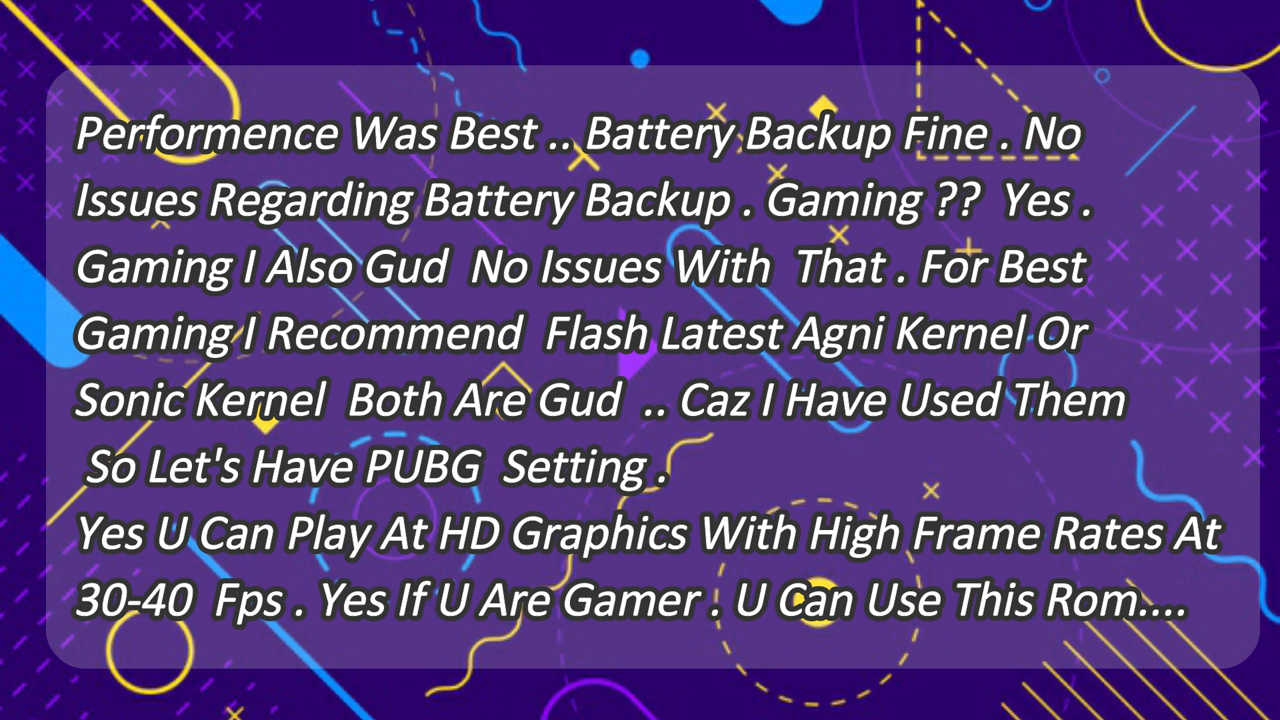 Performence Was Best .. Battery Backup Fine . No
Issues Regarding Battery Backup . Gaming ?? Yes .
Gaming I Also Gud No Issues With That . For Best
Gaming I Recommend Flash Latest Agni Kernel Or
Sonic Kernel Both Are Gud .. Caz I Have Used Them
So Let's Have PUBG Setting .
Yes U Can Play At HD Graphics With High Frame Rates At
30-40 Fps . Yes If U Are Gamer . U Can Use This Rom....